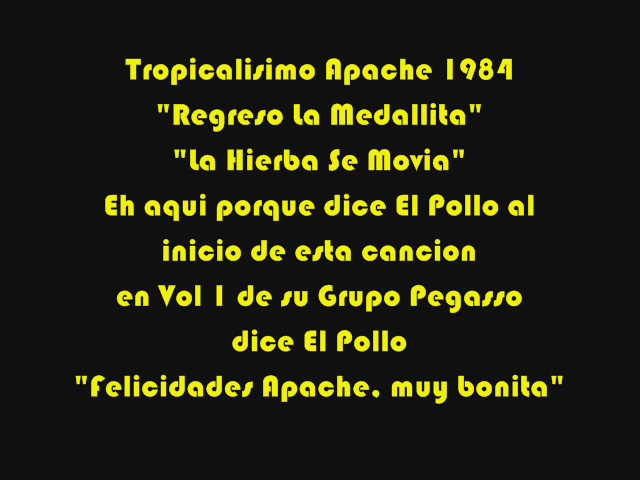 Tropicalisimo Apache 1984
"Regreso La Medallita"
"La Hierba Se Movia"
Eh aqui porque dice El Pollo al
inicio de esta cancion
en Vol 1 de su Grupo Pegasso
dice El Pollo
"Felicidades Apache, muy bonita"